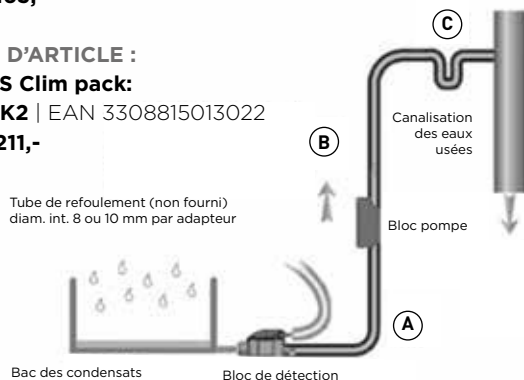 D'ARTICLE :
S Clim pack:
K2 | EAN 3308815013022
211,-
C
Canalisation
des eaux
usées
B
Tube de refoulement (non fourni)
diam. int. 8 ou 10 mm par adapteur
Bloc pompe
A
Bac des condensats
Bloc de détection